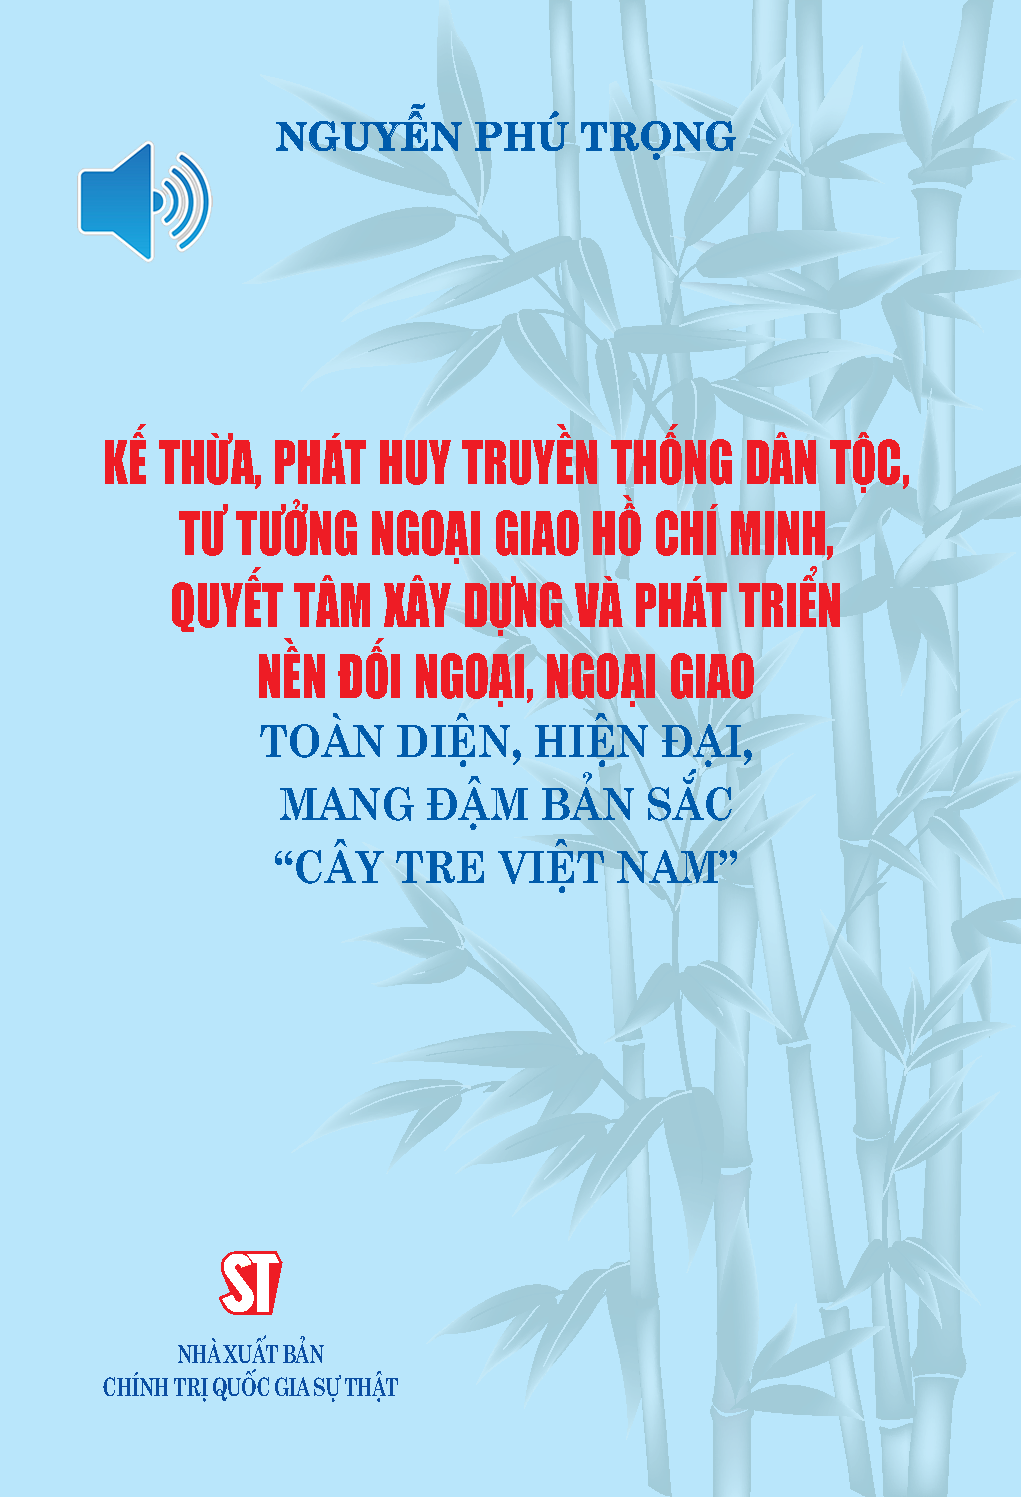 NGUYỄN PHÚ TRỌNG
KẾ THỪA, PHÁT HUY TRUYỀN THỐNG DÂN TỘC,
TƯ TƯỞNG NGOẠI GIAO HỒ CHÍ MINH,
QUYẾT TÂM XÂY DỰNG VÀ PHÁT TRIỂN
NỀN ĐỐI NGOẠI, NGOẠI GIAO
TOÀN DIỆN, HIỆN ĐẠI,
MANG ĐẬM BẢN SẮC
“CÂY TRE VIỆT NAM”
ST
NHÀ XUẤT BẢN
CHÍNH TRỊ QUỐC GIA SỰ THẬT